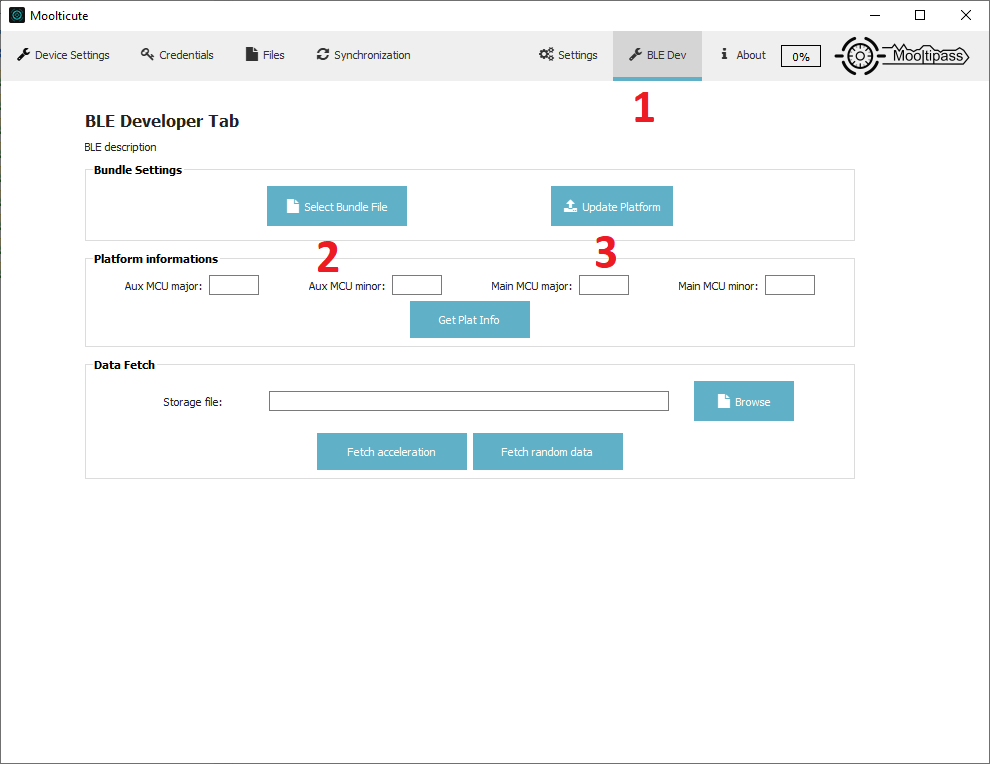 Moolticute
Device Settings Credentials Files Synchronization Settings BLE Dev About 0% Mooltipass
1
BLE Developer Tab
BLE description
Bundle Settings
Select Bundle File Update Platform
2 3
Platform informations
Aux MCU major: Aux MCU minor: Main MCU major: Main MCU minor:
Get Plat Info
Data Fetch
Storage file: Browse
Fetch acceleration Fetch random data